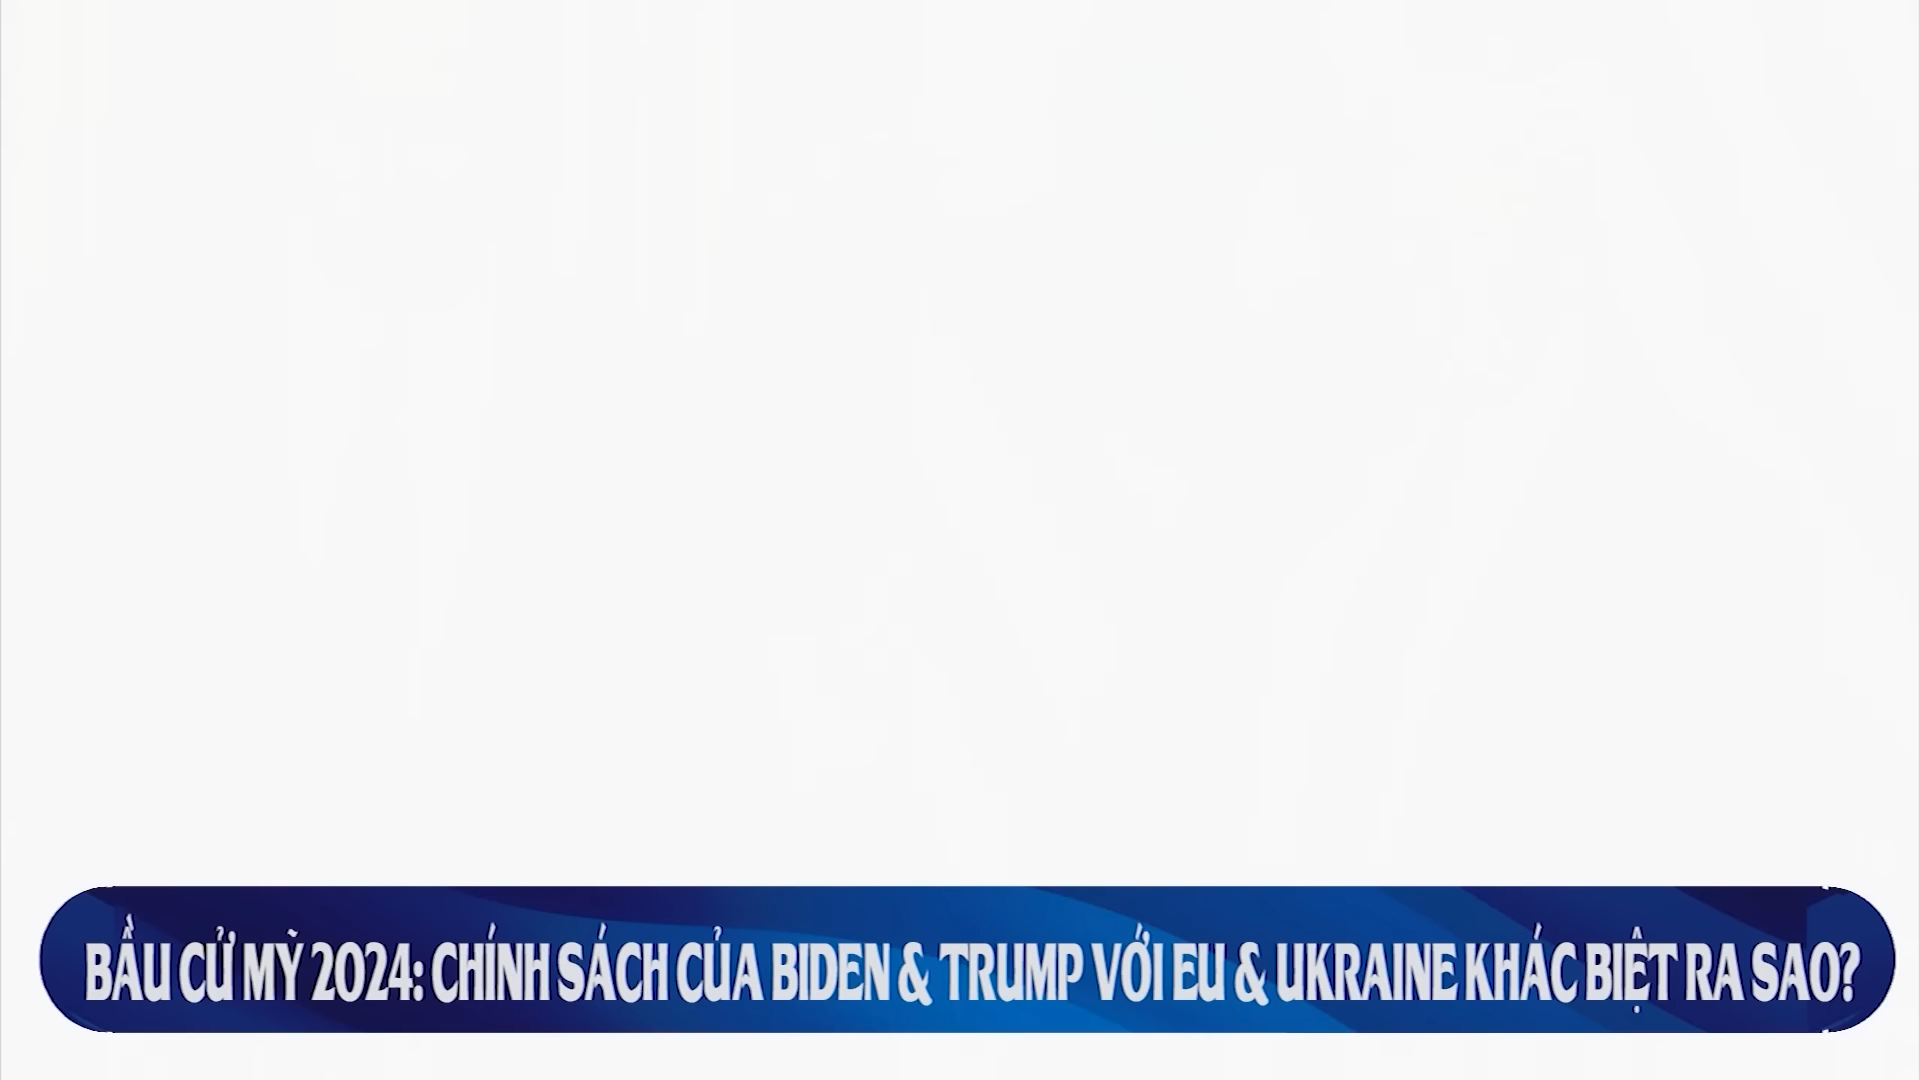 BẦU CỬ MỸ 2024: CHÍNH SÁCH CỦA BIDEN & TRUMP VỚI EU & UKRAINE KHÁC BIỆT RA SAO?